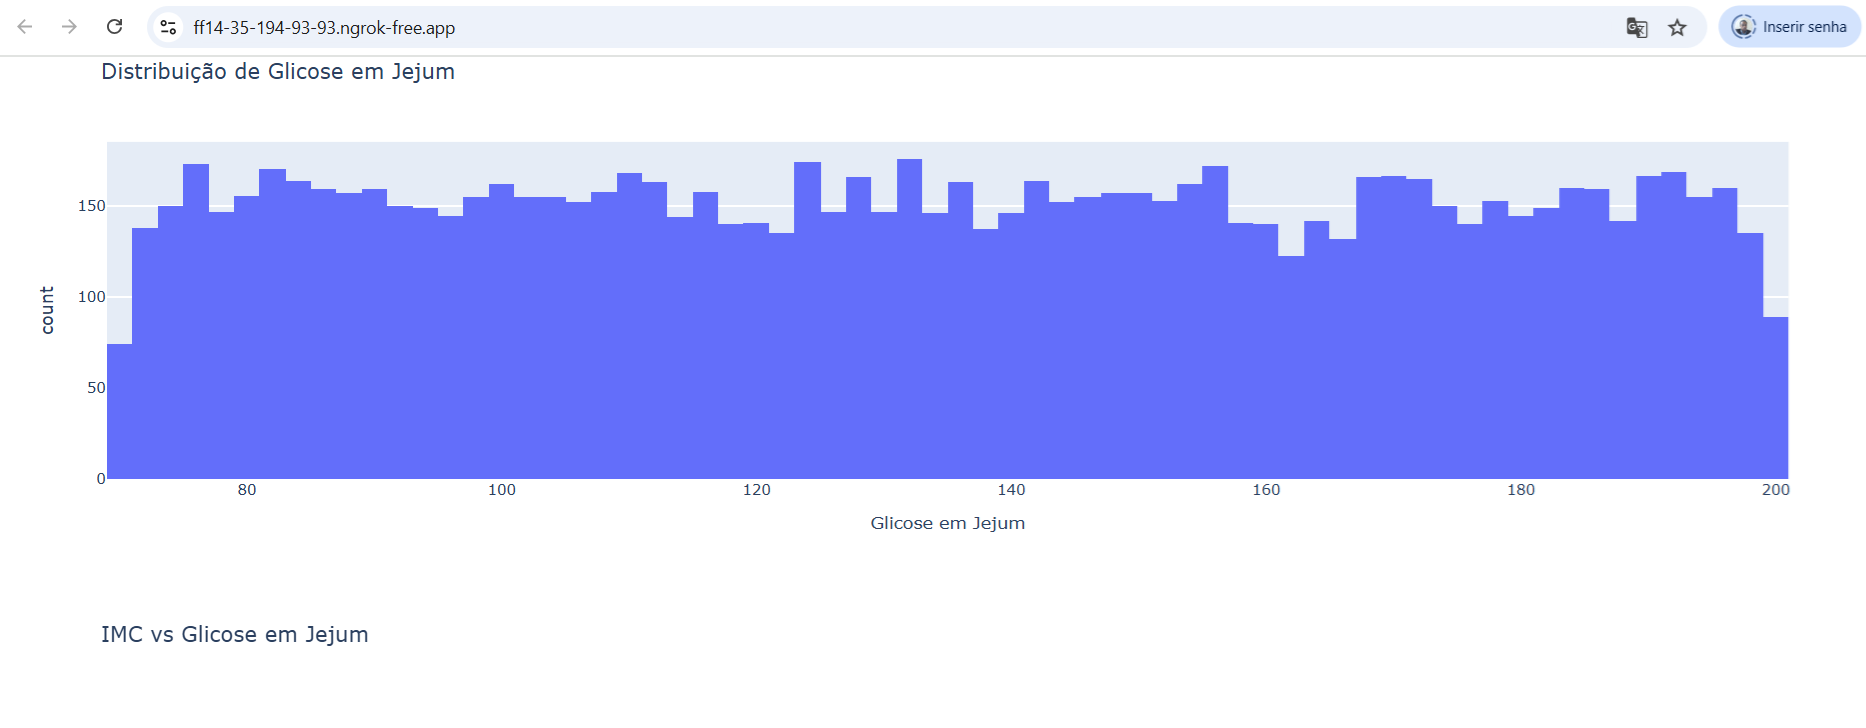 ff14-35-194-93-93.ngrok-free.app
Inserir senha
Distribuição de Glicose em Jejum
150
100
50
0
count
80 100 120 140 160 180 200
Glicose em Jejum
IMC vs Glicose em Jejum